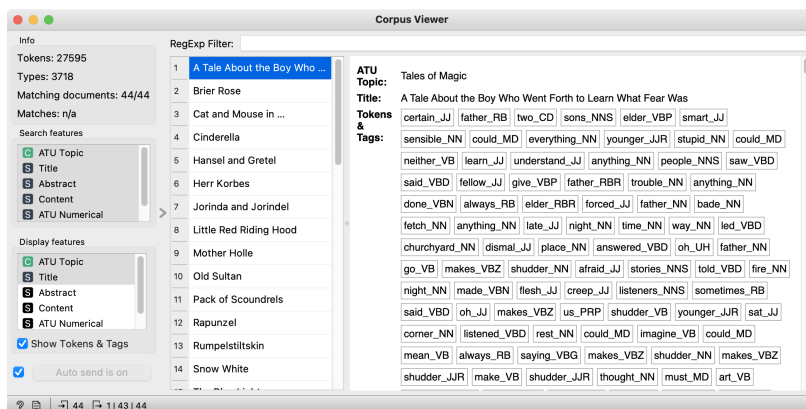 Corpus Viewer
Info
Tokens: 27595
Types: 3718
Matching documents: 44/44
Matches: n/a
Search features
C ATU Topic
S Title
S Abstract
S Content
S ATU Numerical
Display features
C ATU Topic
S Title
S Abstract
S Content
S ATU Numerical
Show Tokens & Tags
Auto send is on
RegExp Filter:
1 A Tale About the Boy Who ...
2 Brier Rose
3 Cat and Mouse in ...
4 Cinderella
5 Hansel and Gretel
6 Herr Korbes
7 Jorinda and Jorindel
8 Little Red Riding Hood
9 Mother Holle
10 Old Sultan
11 Pack of Scoundrels
12 Rapunzel
13 Rumpelstiltskin
14 Snow White
ATU Topic: Tales of Magic
Title: A Tale About the Boy Who Went Forth to Learn What Fear Was
Tokens & Tags:
certain_JJ father_RB two_CD sons_NNS elder_VBP smart_JJ
sensible_NN could_MD everything_NN younger_JJR stupid_NN could_MD
neither_VB learn_JJ understand_JJ anything_NN people_NNS saw_VBD
said_VBD fellow_JJ give_VBP father_RBR trouble_NN anything_NN
done_VBN always_RB elder_RBR forced_JJ father_NN bade_NN
fetch_NN anything_NN late_JJ night_NN time_NN way_NN led_VBD
churchyard_NN dismal_JJ place_NN answered_VBD oh_UH father_NN
go_VB makes_VBZ shudder_NN afraid_JJ stories_NNS told_VBD fire_NN
night_NN made_VBN flesh_JJ creep_JJ listeners_NNS sometimes_RB
said_VBD oh_JJ makes_VBZ us_PRP shudder_VB younger_JJR sat_JJ
corner_NN listened_VBD rest_NN could_MD imagine_VB could_MD
mean_VB always_RB saying_VBG makes_VBZ shudder_NN makes_VBZ
shudder_JJR make_VB shudder_JJR thought_NN must_MD art_VB
? 44 1|43|44